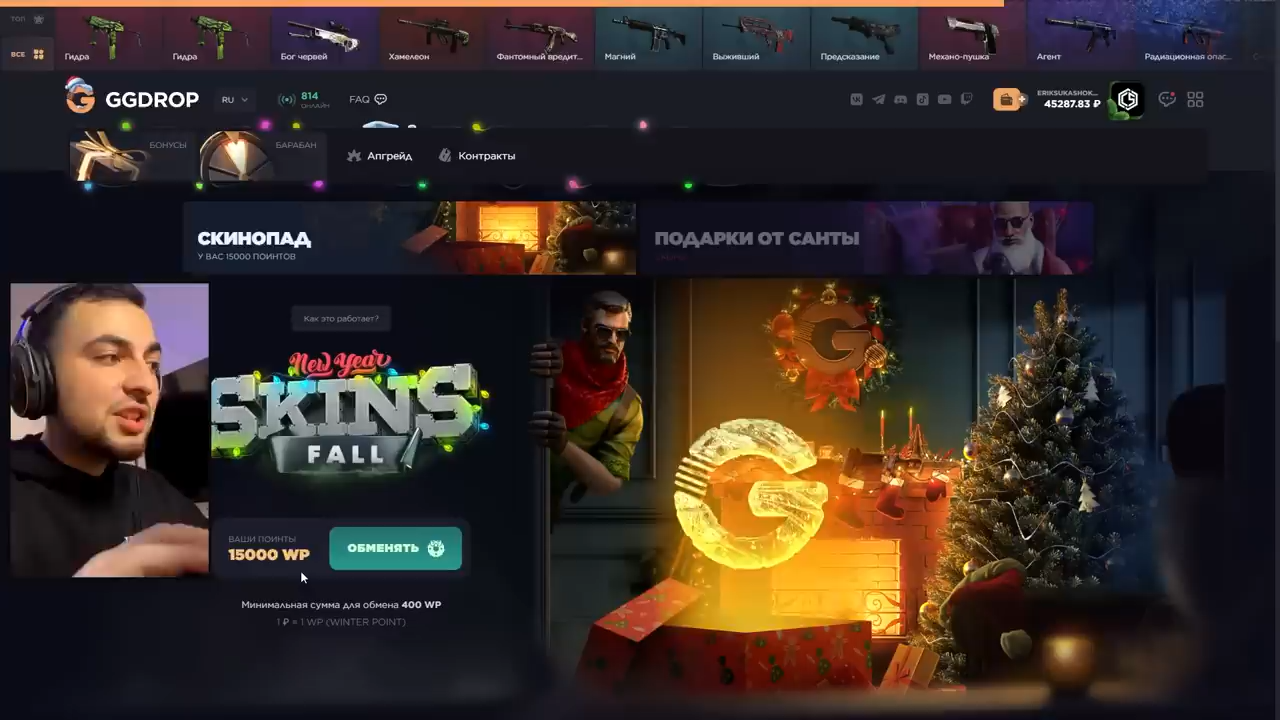 ТОП
ВСЕ
Гидра
Гидра
Бог червей
Хамелеон
Фантомный вредит...
Магний
Выживший
Предсказание
Механо-пушка
Агент
Радиационная опас...
GGDROP
RU
814
ОНЛАЙН
FAQ
ERIKSUKASHOK...
45287.83 ₽
БОНУСЫ
БАРАБАН
Апгрейд
Контракты
СКИНОПАД
У ВАС 15000 ПОИНТОВ
ПОДАРКИ ОТ САНТЫ
Как это работает?
New Year
SKINS
FALL
ВАШИ ПОИНТЫ
15000 WP
ОБМЕНЯТЬ
Минимальная сумма для обмена 400 WP
1 ₽ = 1 WP (WINTER POINT)